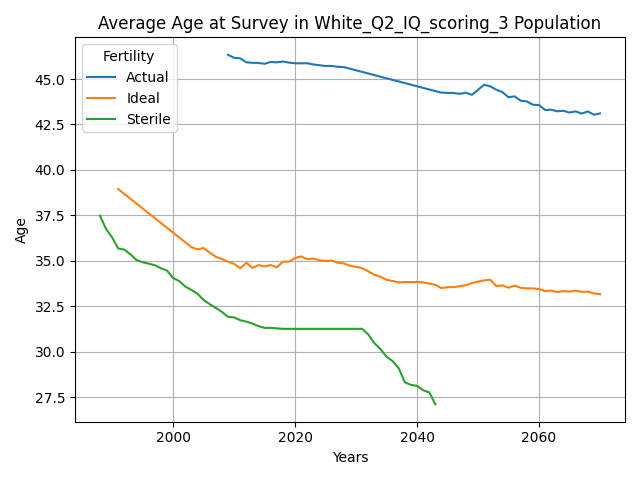 Average Age at Survey in White_Q2_IQ_scoring_3 Population
Fertility
Actual
Ideal
Sterile
45.0
42.5
40.0
37.5
35.0
32.5
30.0
27.5
Age
2000
2020
2040
2060
Years